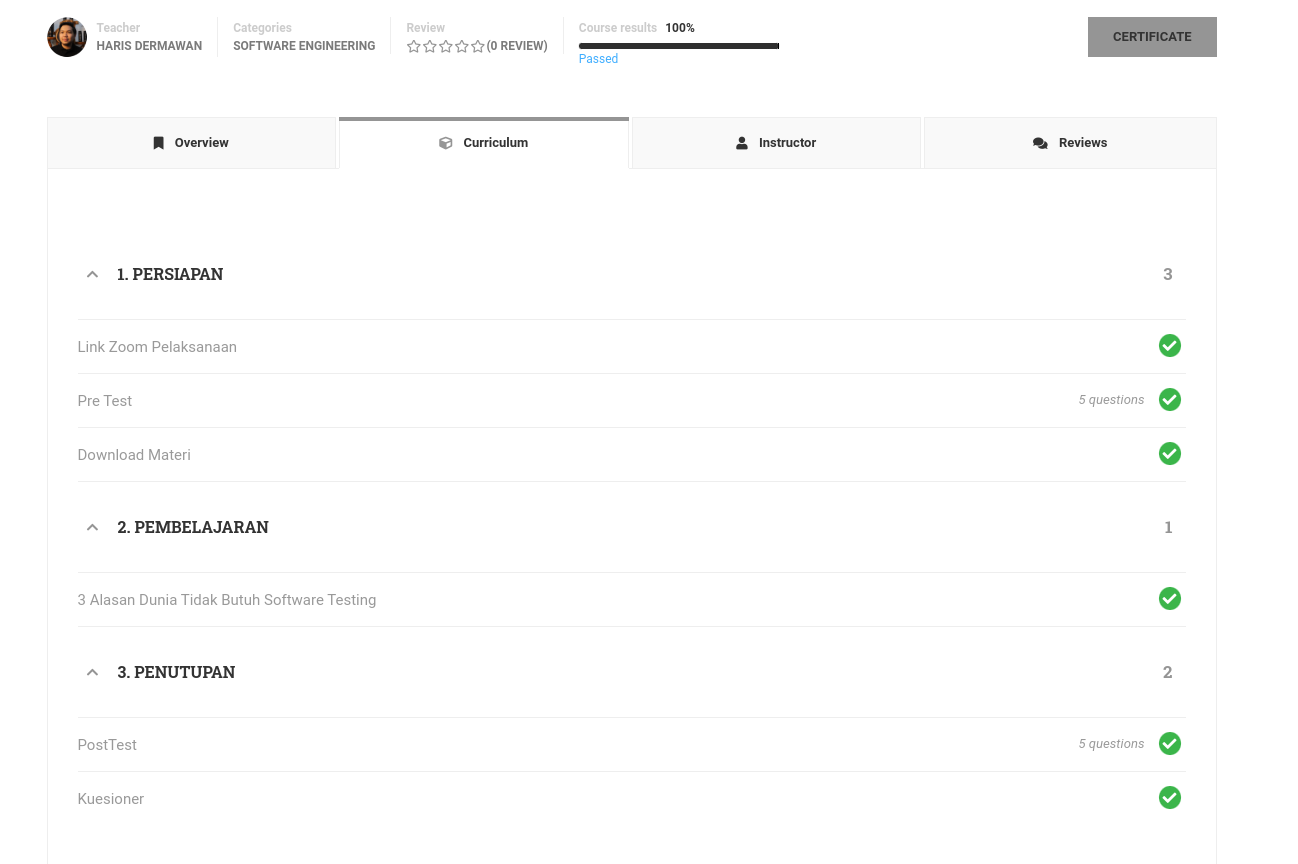 Teacher
HARIS DERMAWAN
Categories
SOFTWARE ENGINEERING
Review
(0 REVIEW)
Course results 100%
Passed
CERTIFICATE
Overview
Curriculum
Instructor
Reviews
1. PERSIAPAN 3
Link Zoom Pelaksanaan
Pre Test 5 questions
Download Materi
2. PEMBELAJARAN 1
3 Alasan Dunia Tidak Butuh Software Testing
3. PENUTUPAN 2
PostTest 5 questions
Kuesioner